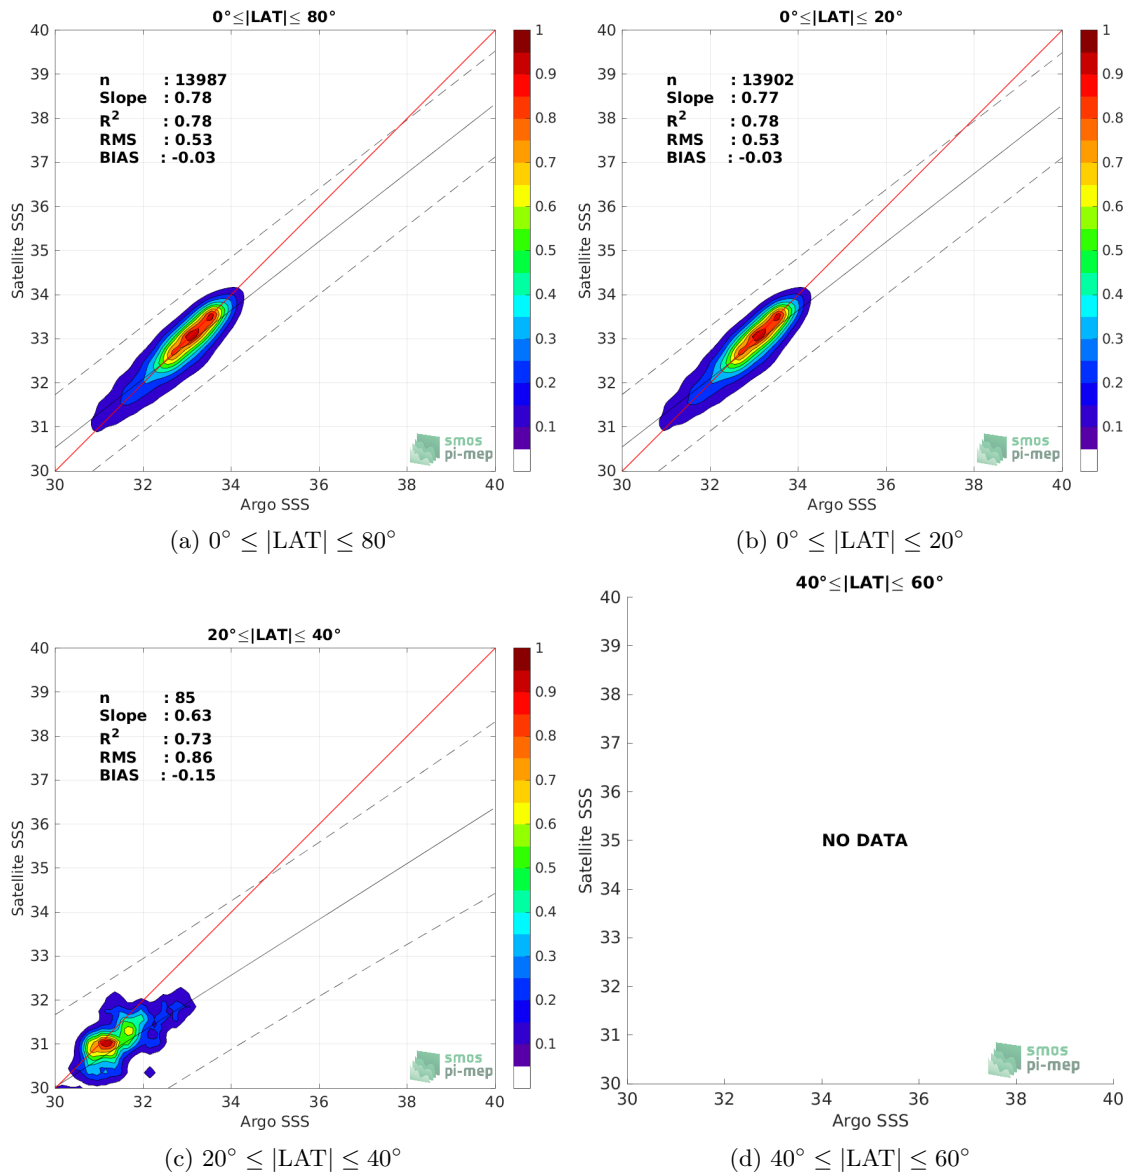 0°≤|LAT|≤ 80°
n : 13987
Slope : 0.78
R² : 0.78
RMS : 0.53
BIAS : -0.03
40
39
38
37
36
35
34
33
32
31
30
30 32 34 36 38 40
Satellite SSS
Argo SSS
1
0.9
0.8
0.7
0.6
0.5
0.4
0.3
0.2
0.1
smos
pi-mep
(a) 0° ≤ |LAT| ≤ 80°
0°≤|LAT|≤ 20°
n : 13902
Slope : 0.77
R² : 0.78
RMS : 0.53
BIAS : -0.03
40
39
38
37
36
35
34
33
32
31
30
30 32 34 36 38 40
Satellite SSS
Argo SSS
1
0.9
0.8
0.7
0.6
0.5
0.4
0.3
0.2
0.1
smos
pi-mep
(b) 0° ≤ |LAT| ≤ 20°
20°≤|LAT|≤ 40°
n : 85
Slope : 0.63
R² : 0.73
RMS : 0.86
BIAS : -0.15
40
39
38
37
36
35
34
33
32
31
30
30 32 34 36 38 40
Satellite SSS
Argo SSS
1
0.9
0.8
0.7
0.6
0.5
0.4
0.3
0.2
0.1
smos
pi-mep
(c) 20° ≤ |LAT| ≤ 40°
40°≤|LAT|≤ 60°
40
39
38
37
36
35
34
33
32
31
30
30 32 34 36 38 40
Satellite SSS
NO DATA
Argo SSS
smos
pi-mep
(d) 40° ≤ |LAT| ≤ 60°